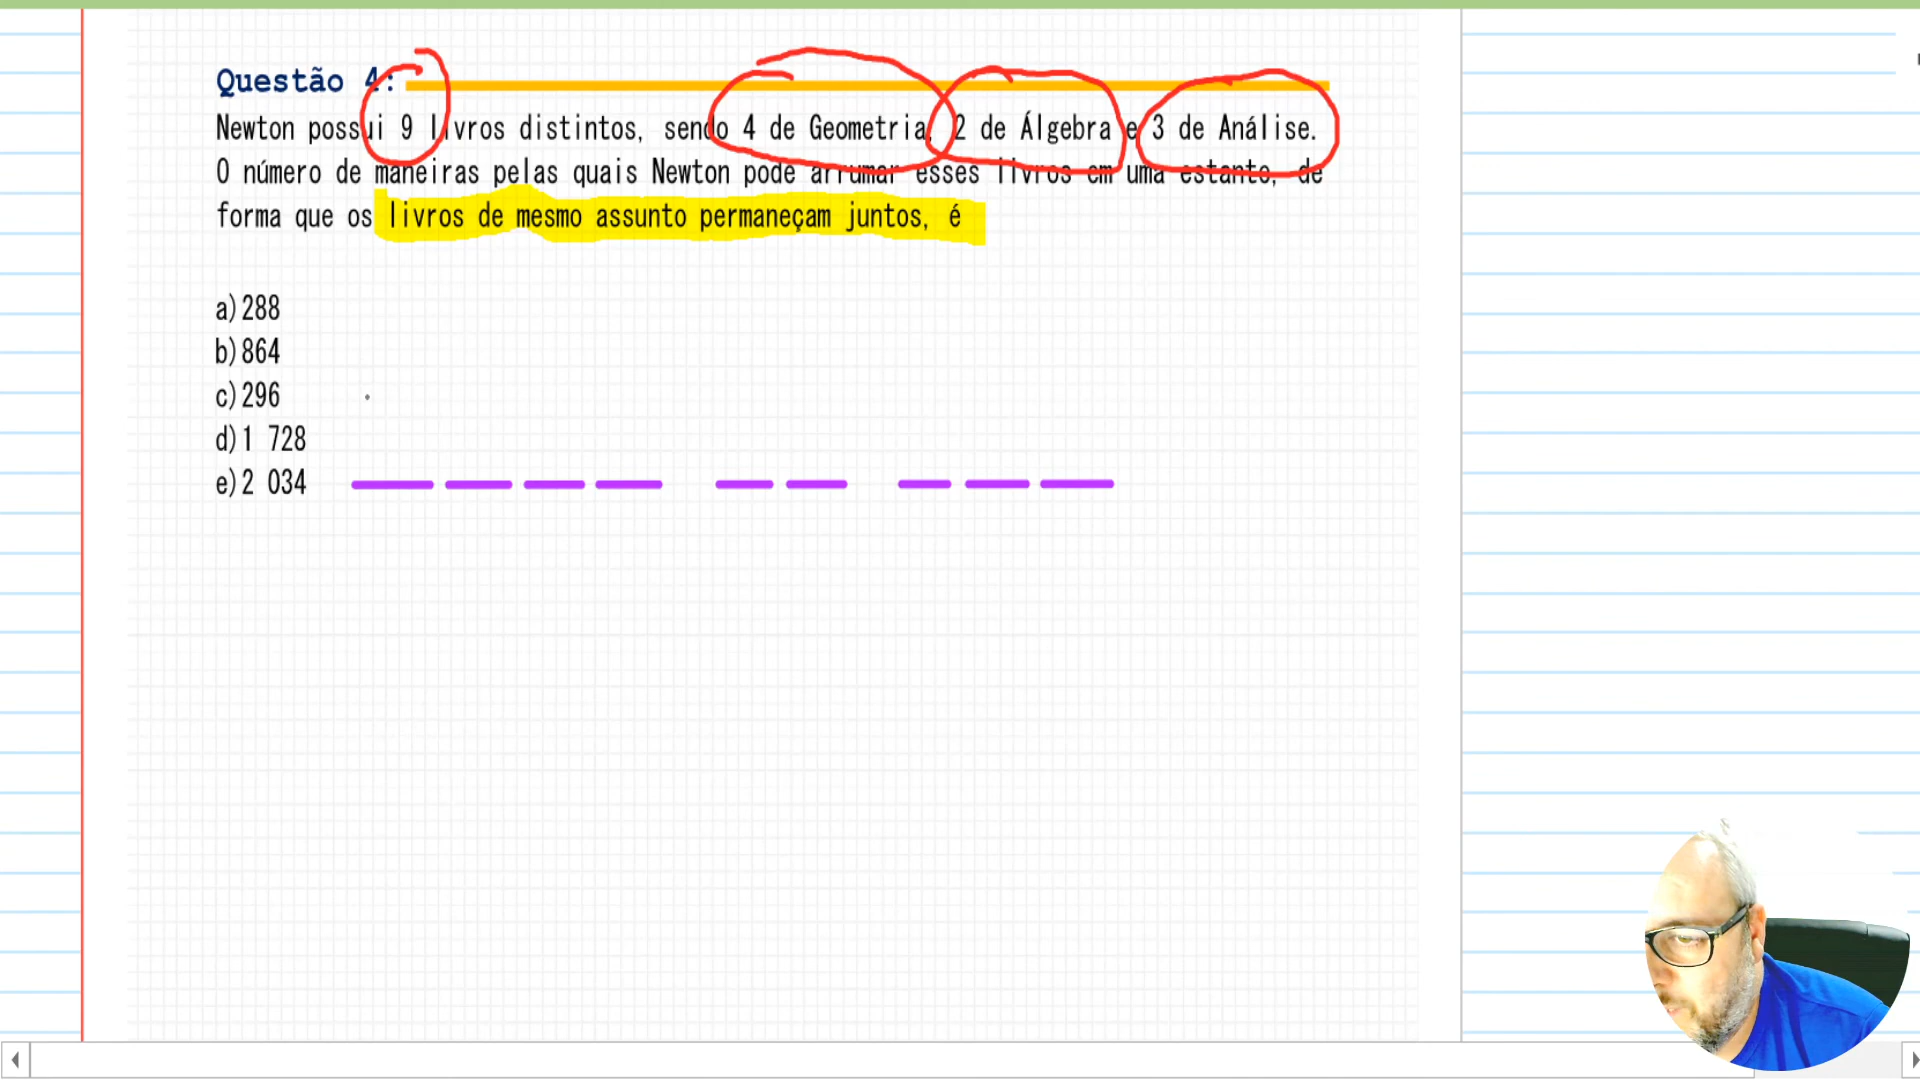 Questão 4:
Newton possui 9 livros distintos, sendo 4 de Geometria, 2 de Álgebra e 3 de Análise.
O número de maneiras pelas quais Newton pode arrumar esses livros em uma estante, de
forma que os livros de mesmo assunto permaneçam juntos, é
a)288
b)864
c)296
d)1 728
e)2 034